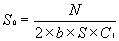 S₀ = N / (2 × b × S × C₁)